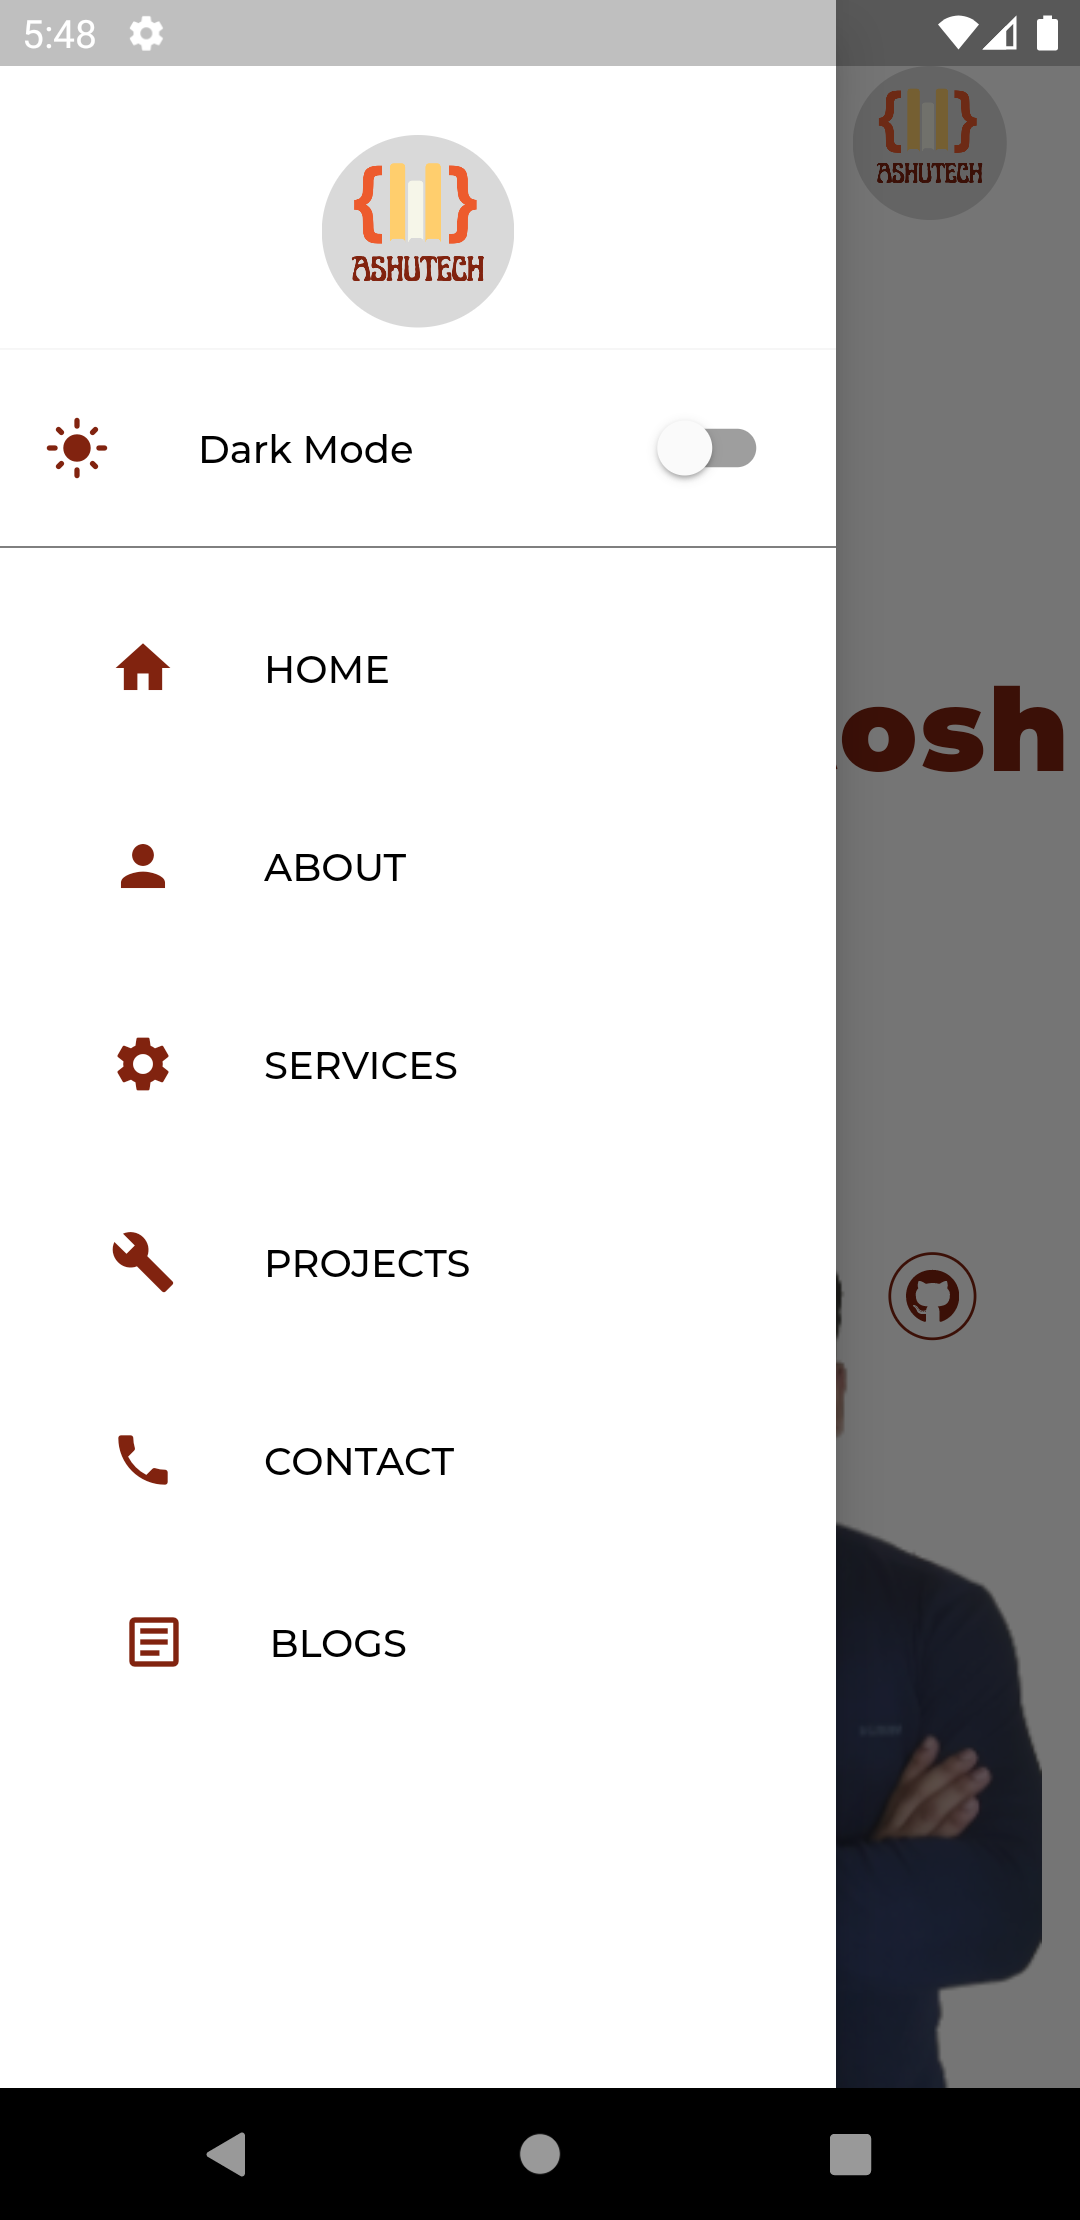 5:48
ASHUTECH
ASHUTECH
Dark Mode
HOME
osh
ABOUT
SERVICES
PROJECTS
CONTACT
BLOGS